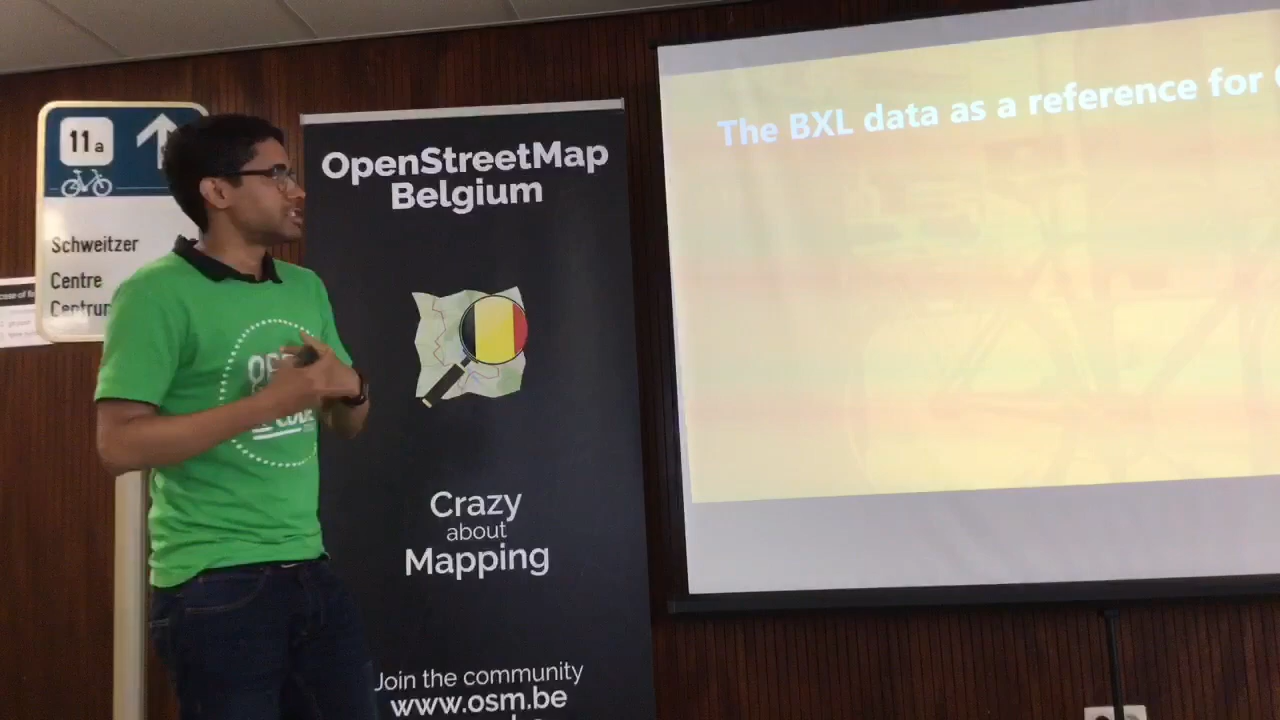 11a
Schweitzer
Centre
OpenStreetMap
Belgium
Crazy
about
Mapping
Join the community
www.osm.be
The BXL data as a reference for